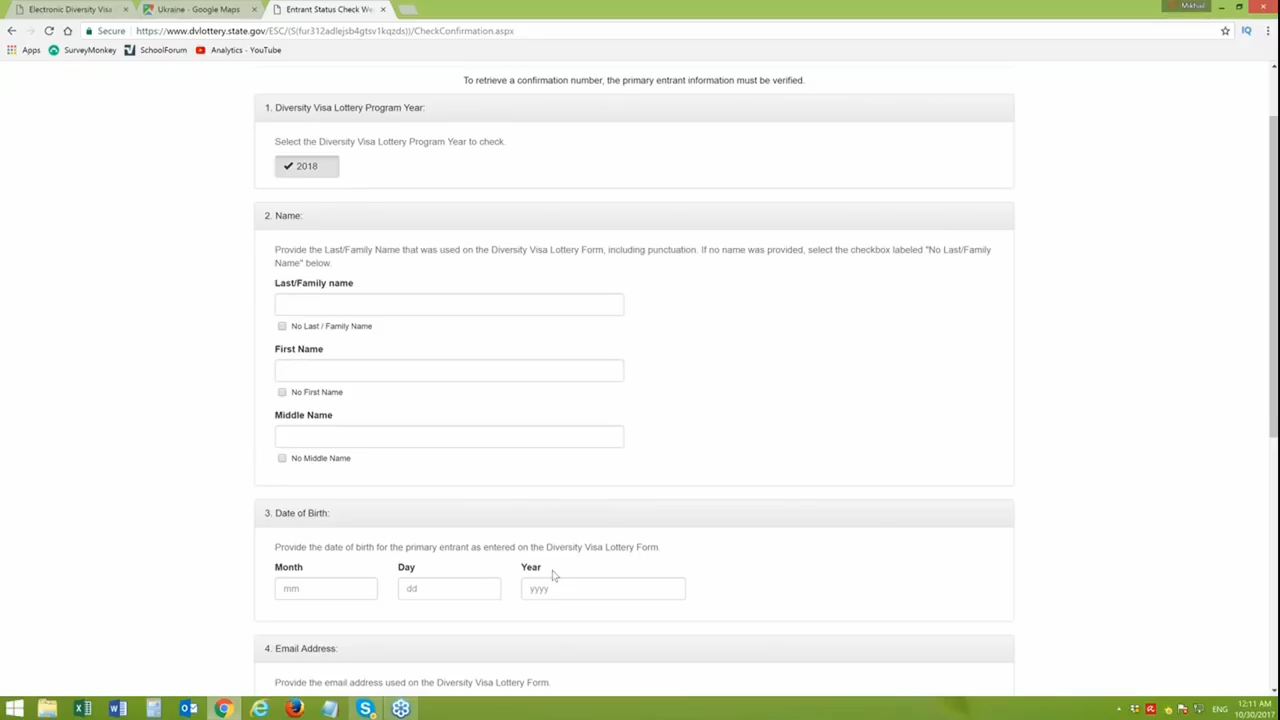 Electronic Diversity Visa
Ukraine - Google Maps
Entrant Status Check We
Mikhail
Secure
https://www.dvlottery.state.gov/ESC/(S(fur312adlejsb4gtsv1kqzds))/CheckConfirmation.aspx
IQ
Apps
SurveyMonkey
SchoolForum
Analytics - YouTube
To retrieve a confirmation number, the primary entrant information must be verified.
1. Diversity Visa Lottery Program Year:
Select the Diversity Visa Lottery Program Year to check.
2018
2. Name:
Provide the Last/Family Name that was used on the Diversity Visa Lottery Form, including punctuation. If no name was provided, select the checkbox labeled "No Last/Family
Name" below.
Last/Family name
No Last / Family Name
First Name
No First Name
Middle Name
No Middle Name
3. Date of Birth:
Provide the date of birth for the primary entrant as entered on the Diversity Visa Lottery Form.
Month Day Year
mm dd yyyy
4. Email Address:
Provide the email address used on the Diversity Visa Lottery Form.
ENG
12:11 AM
10/30/2017